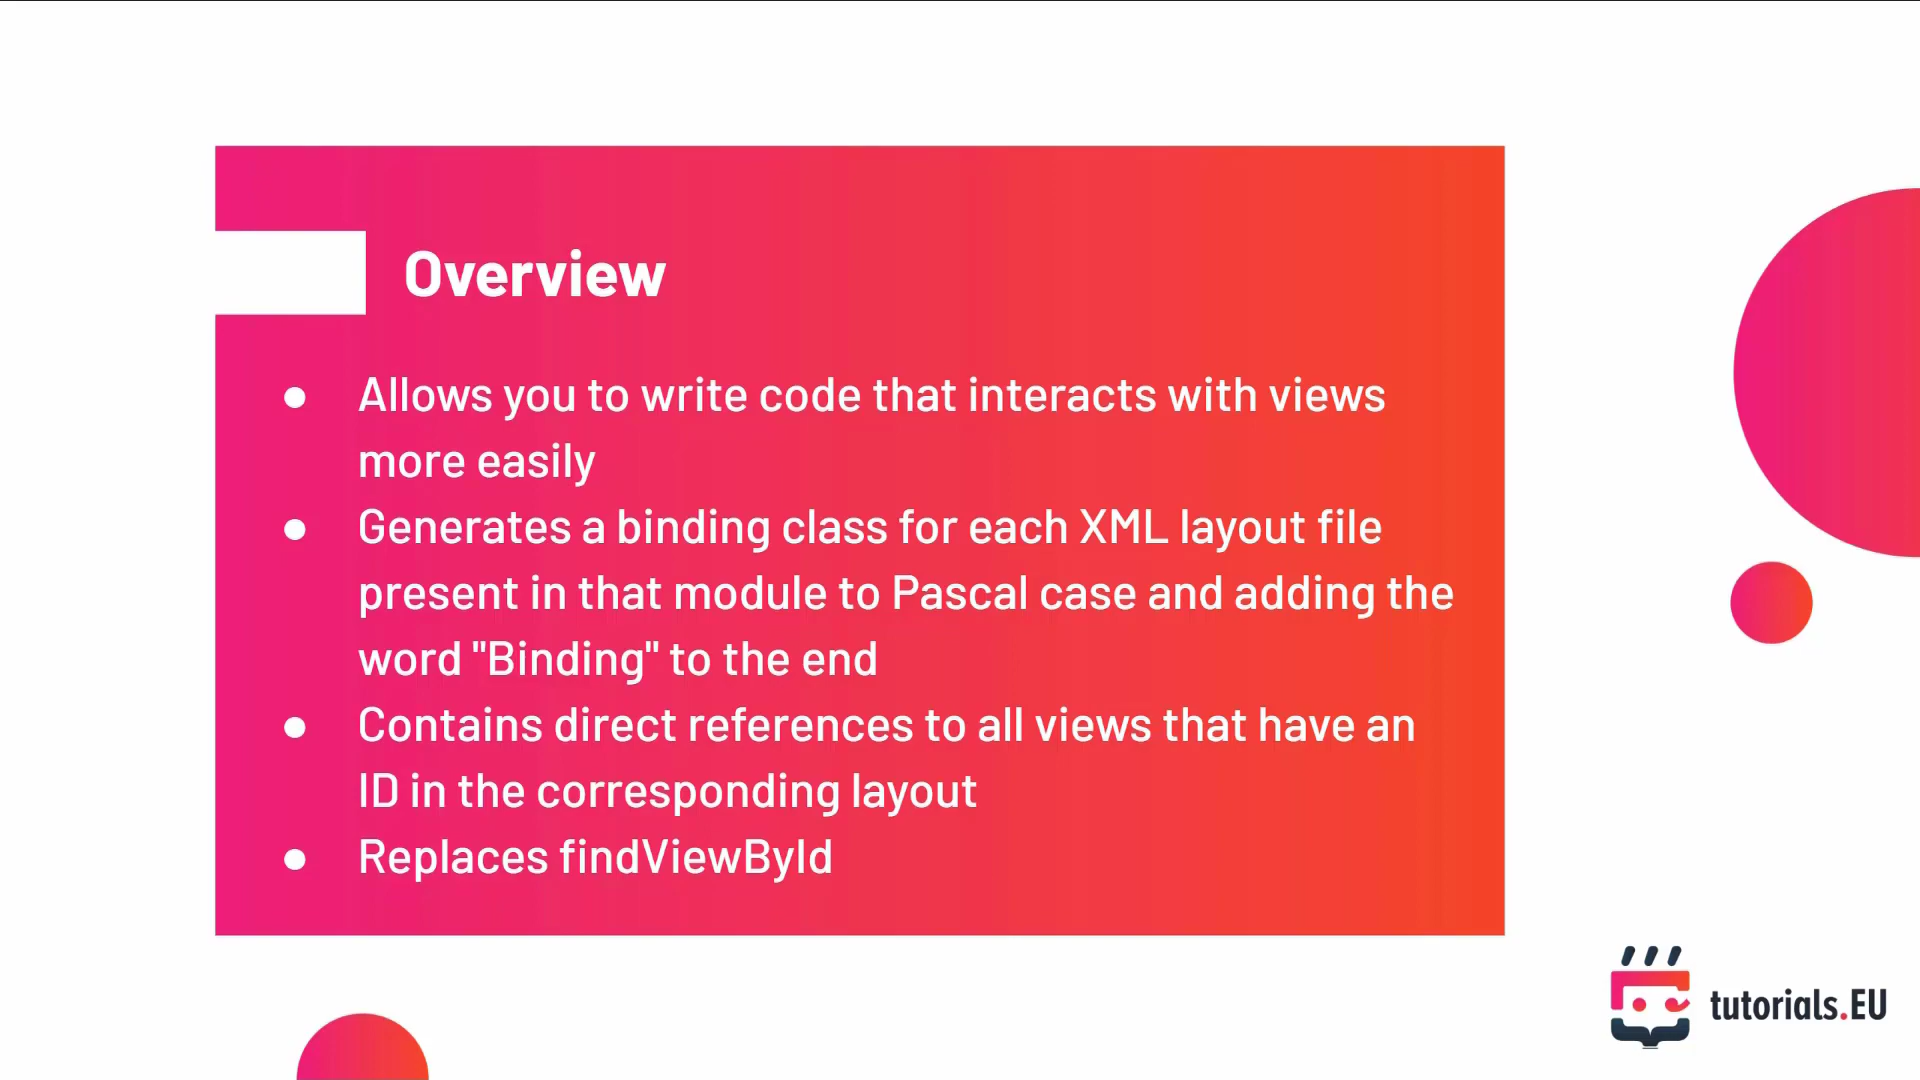 Overview
● Allows you to write code that interacts with views
more easily
● Generates a binding class for each XML layout file
present in that module to Pascal case and adding the
word "Binding" to the end
● Contains direct references to all views that have an
ID in the corresponding layout
● Replaces findViewById
tutorials.EU